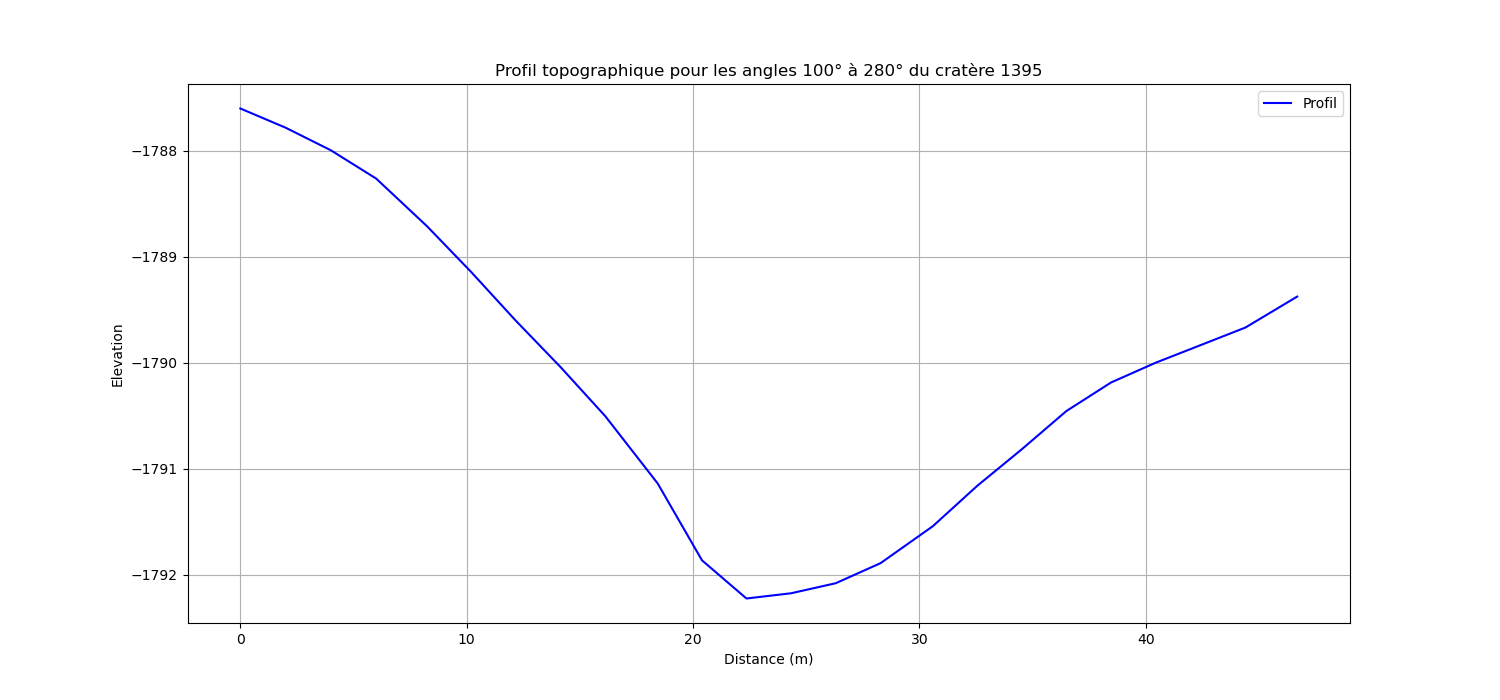 Profil topographique pour les angles 100° à 280° du cratère 1395
Profil
−1788
−1789
−1790
−1791
−1792
Elevation
0 10 20 30 40
Distance (m)